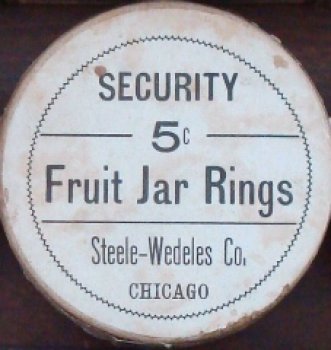 SECURITY
5c
Fruit Jar Rings
Steele-Wedeles Co.
CHICAGO